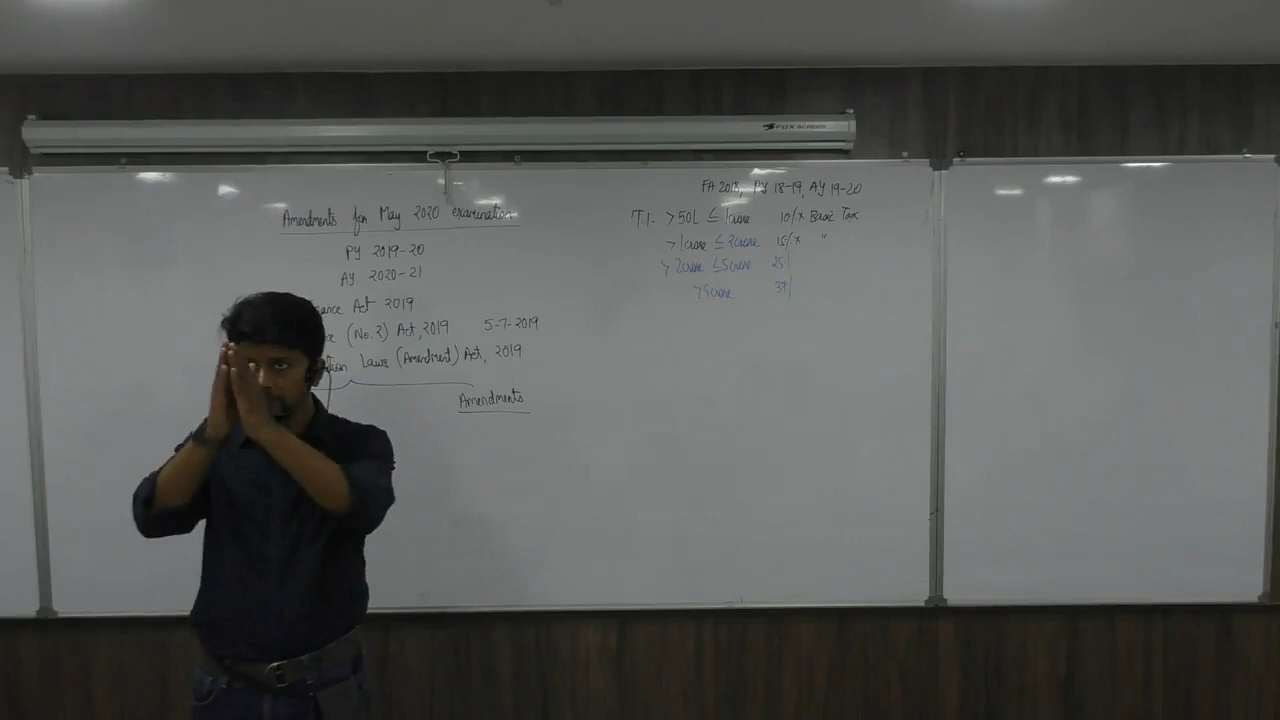 FOX SCREEN
Amendments for May 2020 examination
PY 2019-20
AY 2020-21
Act 2019
(No.2) Act, 2019 5-7-2019
Laws (Amendment) Act, 2019
Amendments
FA 2018, PY 18-19, AY 19-20
T.I. >50L ≤ 1crore 10/x Basic Tax
>1crore ≤ 2crore 15/x "
>2crore ≤5crore 25/
>5crore 37/